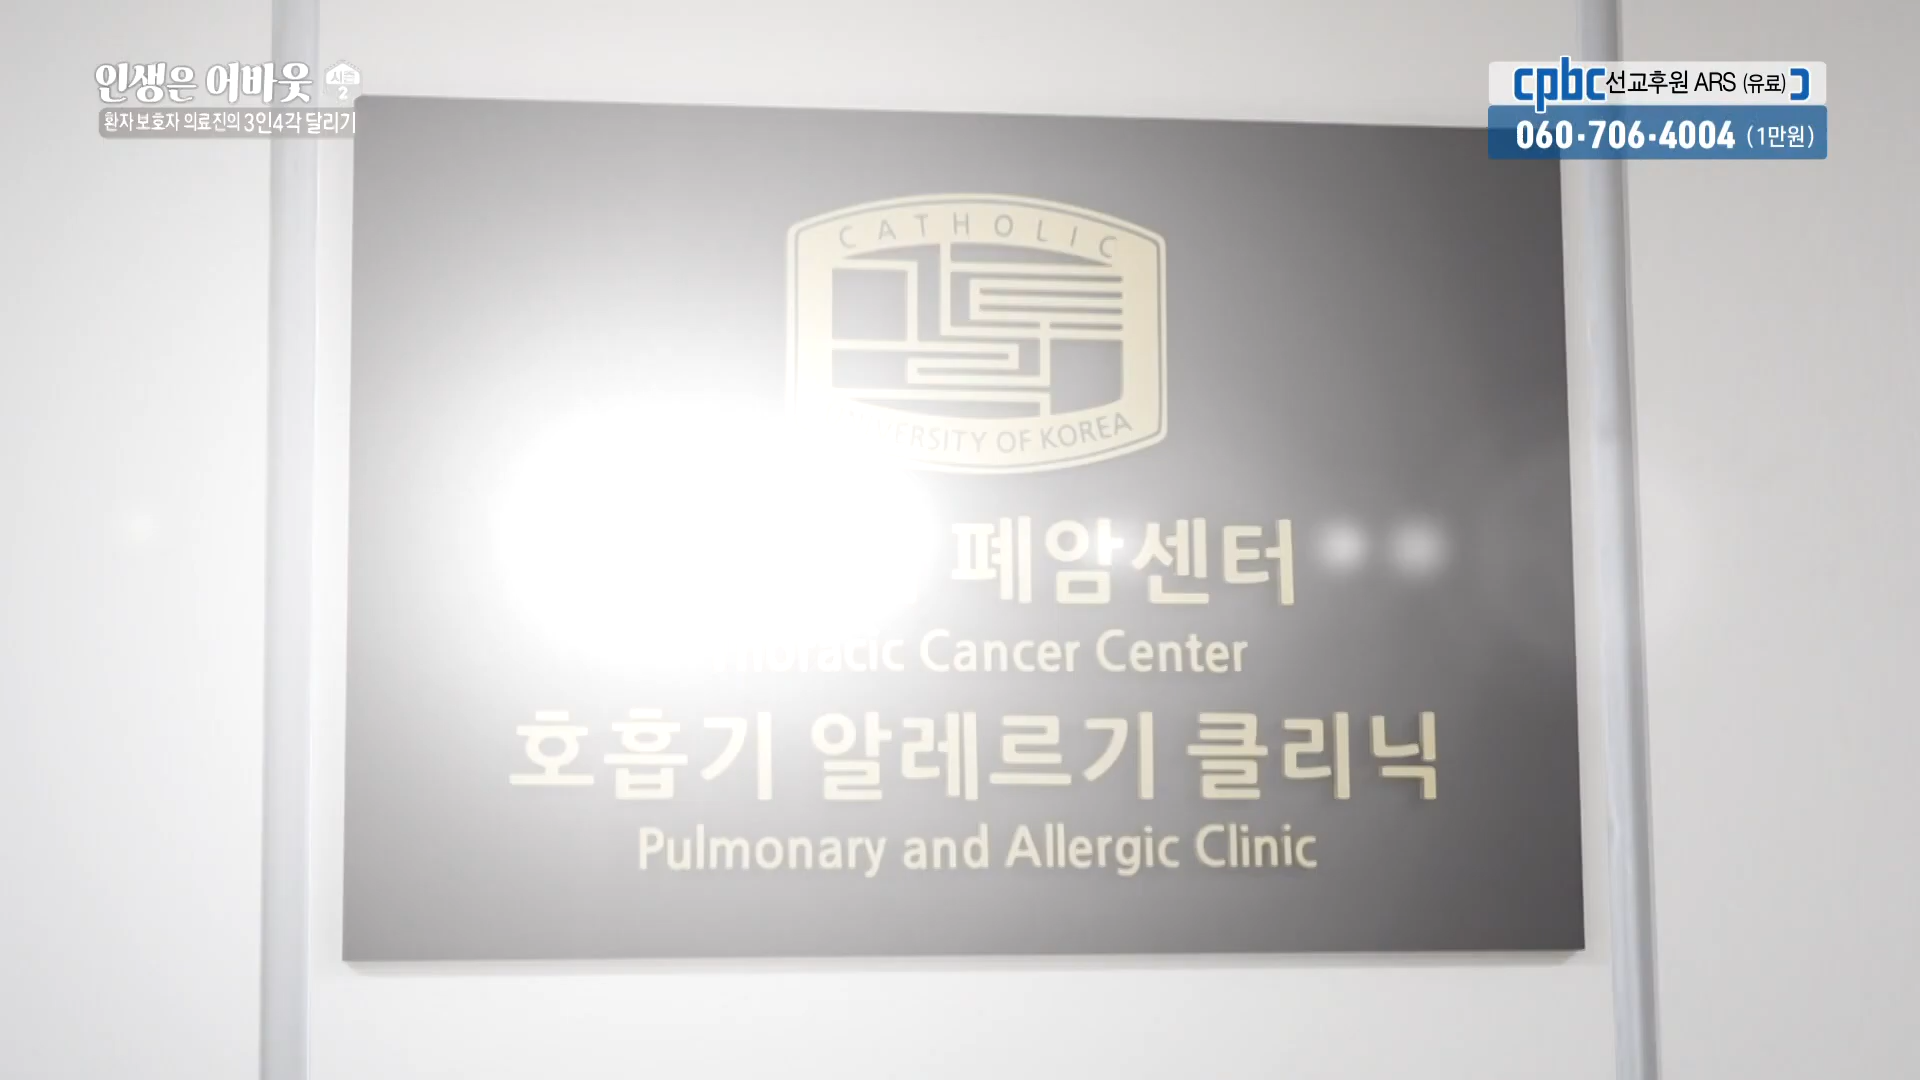 인생은 어바웃 시즌 2
환자 보호자 의료진의 3인4각 달리기
cpbc 선교후원 ARS (유료)
060·706·4004 (1만원)
CATHOLIC
OF KOREA
폐암센터
Cancer Center
호흡기 알레르기 클리닉
Pulmonary and Allergic Clinic